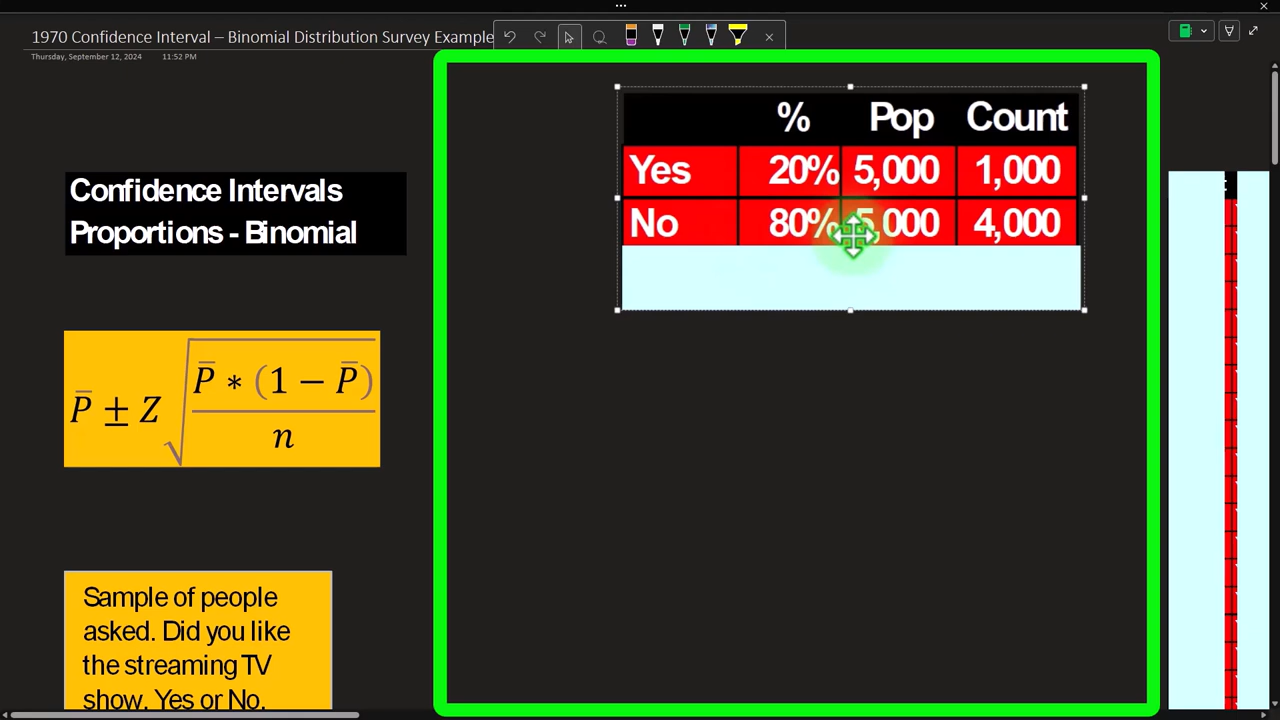 1970 Confidence Interval – Binomial Distribution Survey Example
Thursday, September 12, 2024 11:52 PM
Confidence Intervals
Proportions - Binomial
P̅ ± Z √(P̅ * (1 − P̅) / n)
Sample of people
asked. Did you like
the streaming TV
show. Yes or No.
% Pop Count
Yes 20% 5,000 1,000
No 80% 5,000 4,000